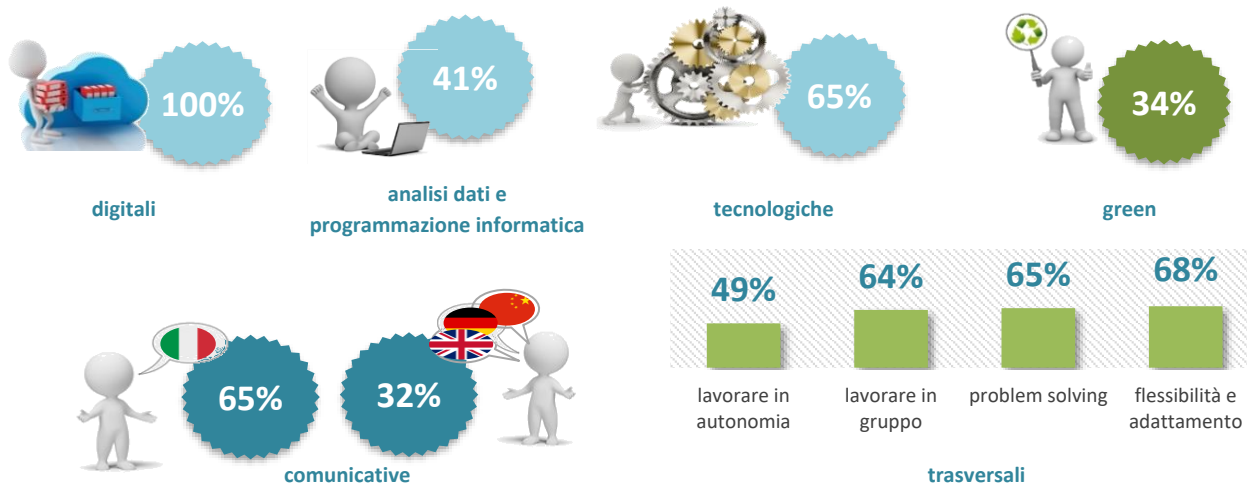 100%
41%
65%
34%
digitali
analisi dati e
programmazione informatica
tecnologiche
green
65%
32%
comunicative
49%
64%
65%
68%
lavorare in
autonomia
lavorare in
gruppo
problem solving
flessibilità e
adattamento
trasversali